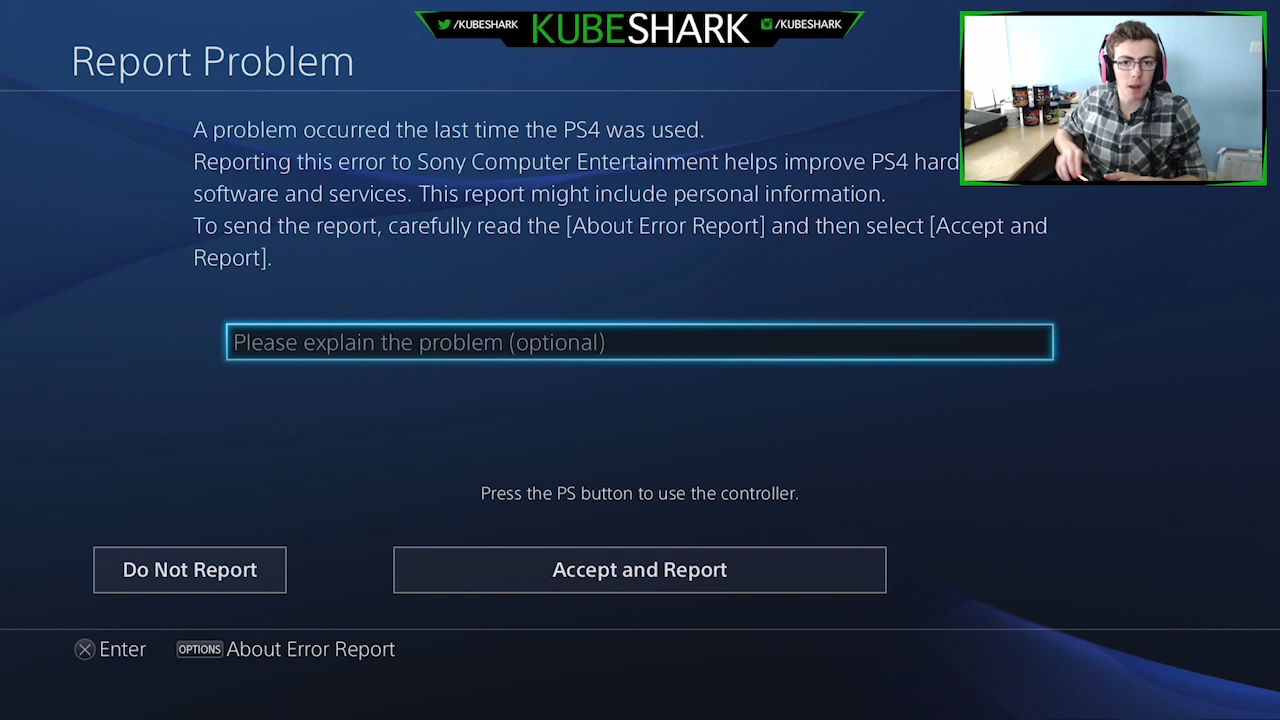 /KUBESHARK KUBESHARK /KUBESHARK
Report Problem
A problem occurred the last time the PS4 was used.
Reporting this error to Sony Computer Entertainment helps improve PS4 hard
software and services. This report might include personal information.
To send the report, carefully read the [About Error Report] and then select [Accept and
Report].
Please explain the problem (optional)
Press the PS button to use the controller.
Do Not Report
Accept and Report
Enter
OPTIONS About Error Report